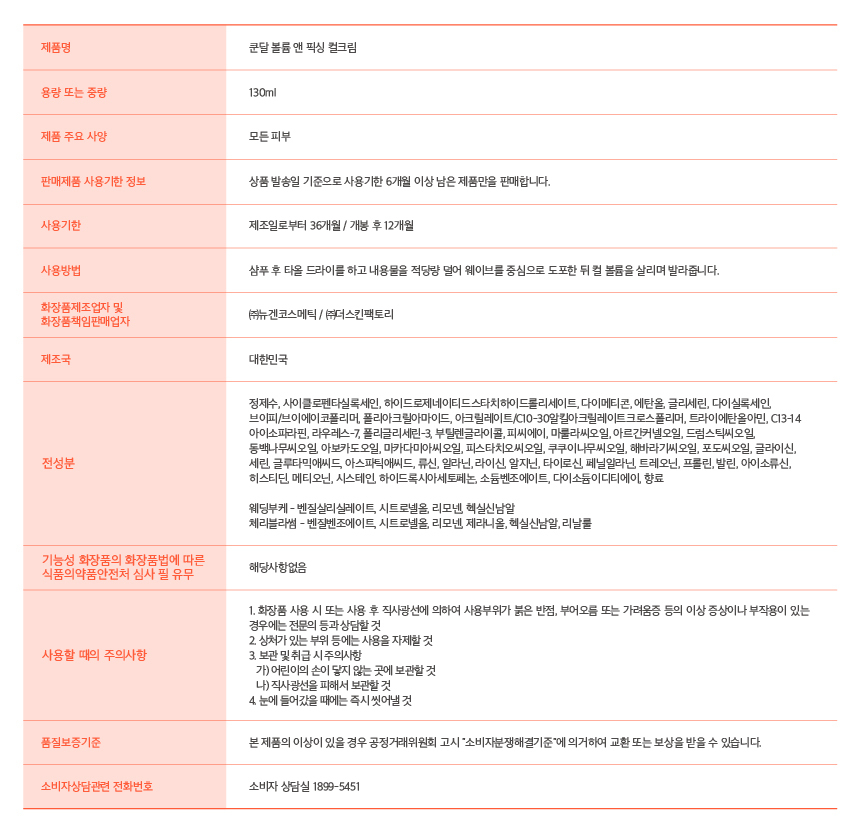 제품명
쿤달 볼륨 앤 픽싱 컬크림
용량 또는 중량
130ml
제품 주요 사양
모든 피부
판매제품 사용기한 정보
상품 발송일 기준으로 사용기한 6개월 이상 남은 제품만을 판매합니다.
사용기한
제조일로부터 36개월 / 개봉 후 12개월
사용방법
샴푸 후 타올 드라이를 하고 내용물을 적당량 덜어 웨이브를 중심으로 도포한 뒤 컬 볼륨을 살리며 발라줍니다.
화장품제조업자 및
화장품책임판매업자
㈜뉴겐코스메틱 / ㈜더스킨팩토리
제조국
대한민국
전성분
정제수, 사이클로펜타실록세인, 하이드로제네이티드스타치하이드롤리세이트, 다이메티콘, 에탄올, 글리세린, 다이실록세인,
브이피/브이에이코폴리머, 폴리아크릴아마이드, 아크릴레이트/C10-30알킬아크릴레이트크로스폴리머, 트라이에탄올아민, C13-14
아이소파라핀, 라우레스-7, 폴리글리세린-3, 부틸렌글라이콜, 피씨에이, 마룰라씨오일, 아르간커넬오일, 드럼스틱씨오일,
동백나무씨오일, 아보카도오일, 마카다미아씨오일, 피스타치오씨오일, 쿠쿠이나무씨오일, 해바라기씨오일, 포도씨오일, 글라이신,
세린, 글루타믹애씨드, 아스파틱애씨드, 류신, 알라닌, 라이신, 알지닌, 타이로신, 페닐알라닌, 트레오닌, 프롤린, 발린, 아이소류신,
히스티딘, 메티오닌, 시스테인, 하이드록시아세토페논, 소듐벤조에이트, 다이소듐이디티에이, 향료
웨딩부케 - 벤질살리실레이트, 시트로넬올, 리모넨, 헥실신남알
체리블라썸 - 벤질벤조에이트, 시트로넬올, 리모넨, 제라니올, 헥실신남알, 리날룰
기능성 화장품의 화장품법에 따른
식품의약품안전처 심사 필 유무
해당사항없음
사용할 때의 주의사항
1. 화장품 사용 시 또는 사용 후 직사광선에 의하여 사용부위가 붉은 반점, 부어오름 또는 가려움증 등의 이상 증상이나 부작용이 있는
경우에는 전문의 등과 상담할 것
2. 상처가 있는 부위 등에는 사용을 자제할 것
3. 보관 및 취급 시 주의사항
가) 어린이의 손이 닿지 않는 곳에 보관할 것
나) 직사광선을 피해서 보관할 것
4. 눈에 들어갔을 때에는 즉시 씻어낼 것
품질보증기준
본 제품의 이상이 있을 경우 공정거래위원회 고시 "소비자분쟁해결기준"에 의거하여 교환 또는 보상을 받을 수 있습니다.
소비자상담관련 전화번호
소비자 상담실 1899-5451